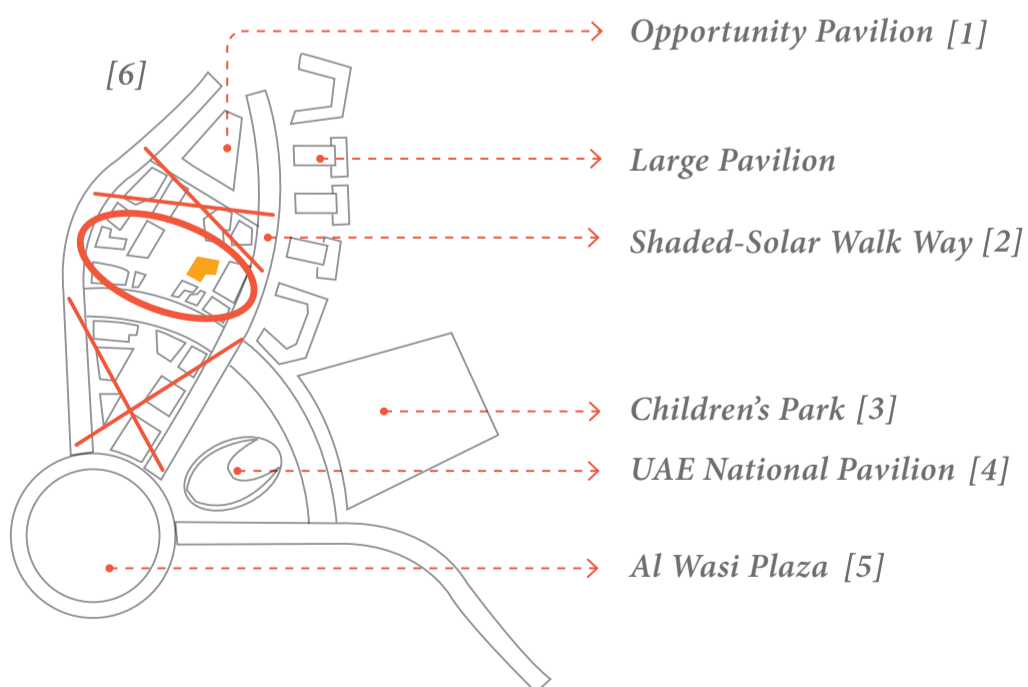 Opportunity Pavilion [1]
[6]
Large Pavilion
Shaded-Solar Walk Way [2]
Children’s Park [3]
UAE National Pavilion [4]
Al Wasi Plaza [5]